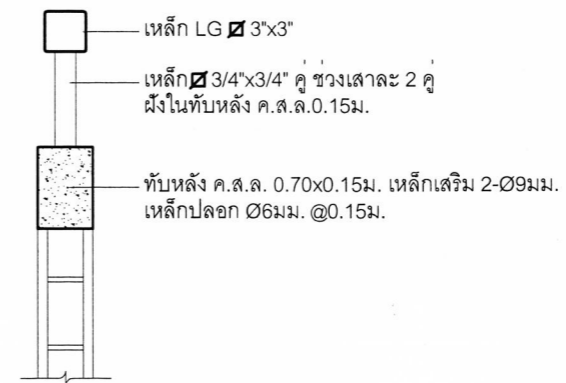 เหล็ก LG ⌷ 3"x3"
เหล็ก⌷ 3/4"x3/4" คู่ ช่วงเสาละ 2 คู่
ฝังในทับหลัง ค.ส.ล.0.15ม.
ทับหลัง ค.ส.ล. 0.70x0.15ม. เหล็กเสริม 2-Ø9มม.
เหล็กปลอก Ø6มม. @0.15ม.